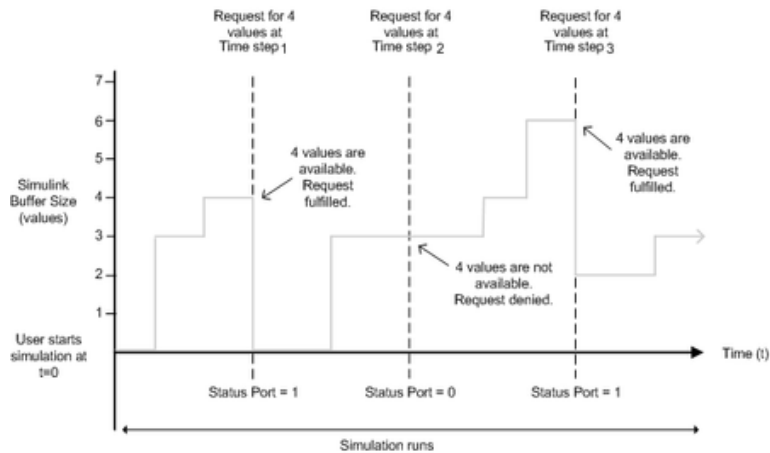 Request for 4
values at
Time step 1
Request for 4
values at
Time step 2
Request for 4
values at
Time step 3
7
6
5
4
3
2
1
Simulink
Buffer Size
(values)
4 values are
available.
Request
fulfilled.
4 values are not
available.
Request denied.
4 values are
available.
Request
fulfilled.
User starts
simulation at
t=0
Time (t)
Status Port = 1
Status Port = 0
Status Port = 1
Simulation runs